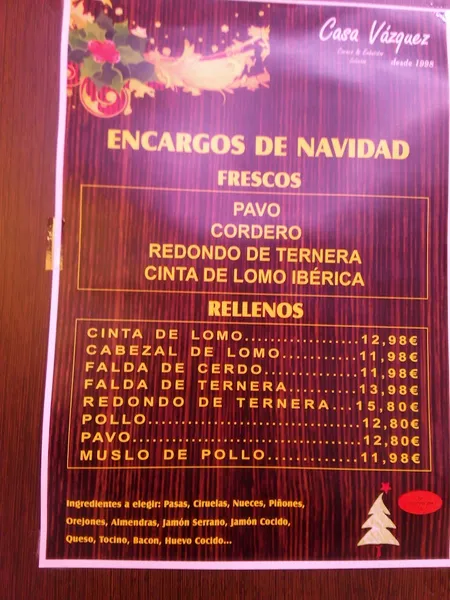 Casa Vázquez
desde 1998
ENCARGOS DE NAVIDAD
FRESCOS
PAVO
CORDERO
REDONDO DE TERNERA
CINTA DE LOMO IBÉRICA
RELLENOS
CINTA DE LOMO...................12,98€
CABEZAL DE LOMO............11,98€
FALDA DE CERDO...............11,98€
FALDA DE TERNERA...........13,98€
REDONDO DE TERNERA...15,80€
POLLO....................................12,80€
PAVO......................................12,80€
MUSLO DE POLLO..............11,98€
Ingredientes a elegir: Pasas, Ciruelas, Nueces, Piñones,
Orejones, Almendras, Jamón Serrano, Jamón Cocido,
Queso, Tocino, Bacon, Huevo Cocido...